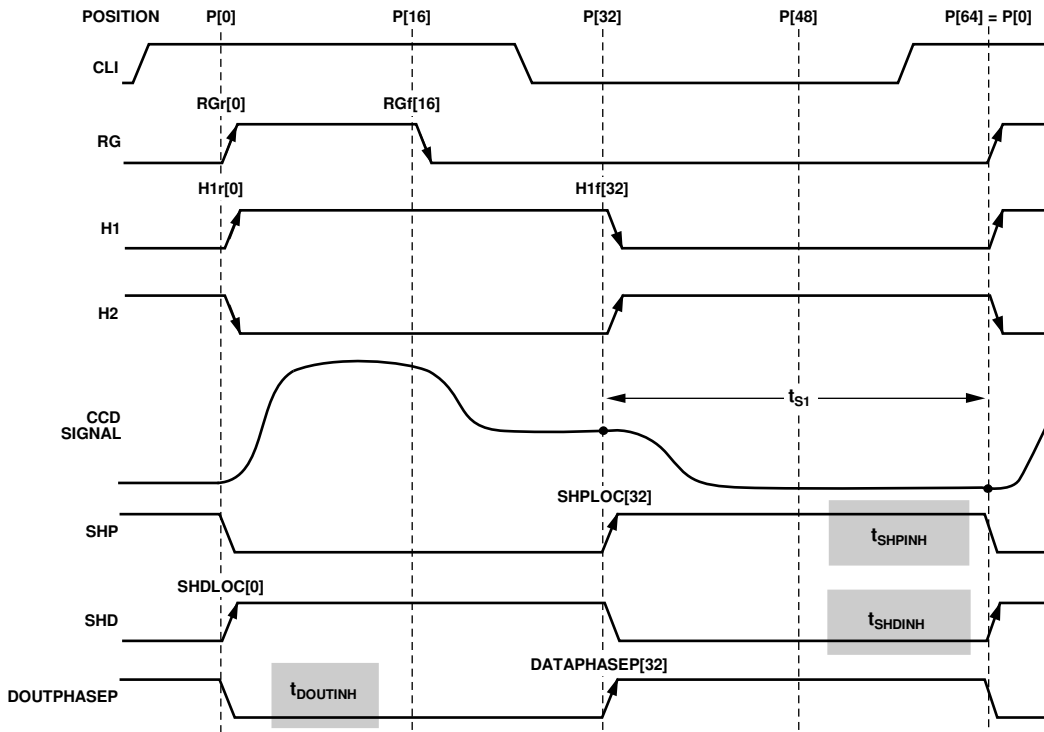 POSITION P[0] P[16] P[32] P[48] P[64] = P[0]
CLI
RGr[0] RGf[16]
RG
H1r[0] H1f[32]
H1
H2
tS1
CCD
SIGNAL
SHPLOC[32]
SHP tSHPINH
SHDLOC[0]
SHD tSHDINH
DATAPHASEP[32]
DOUTPHASEP tDOUTINH